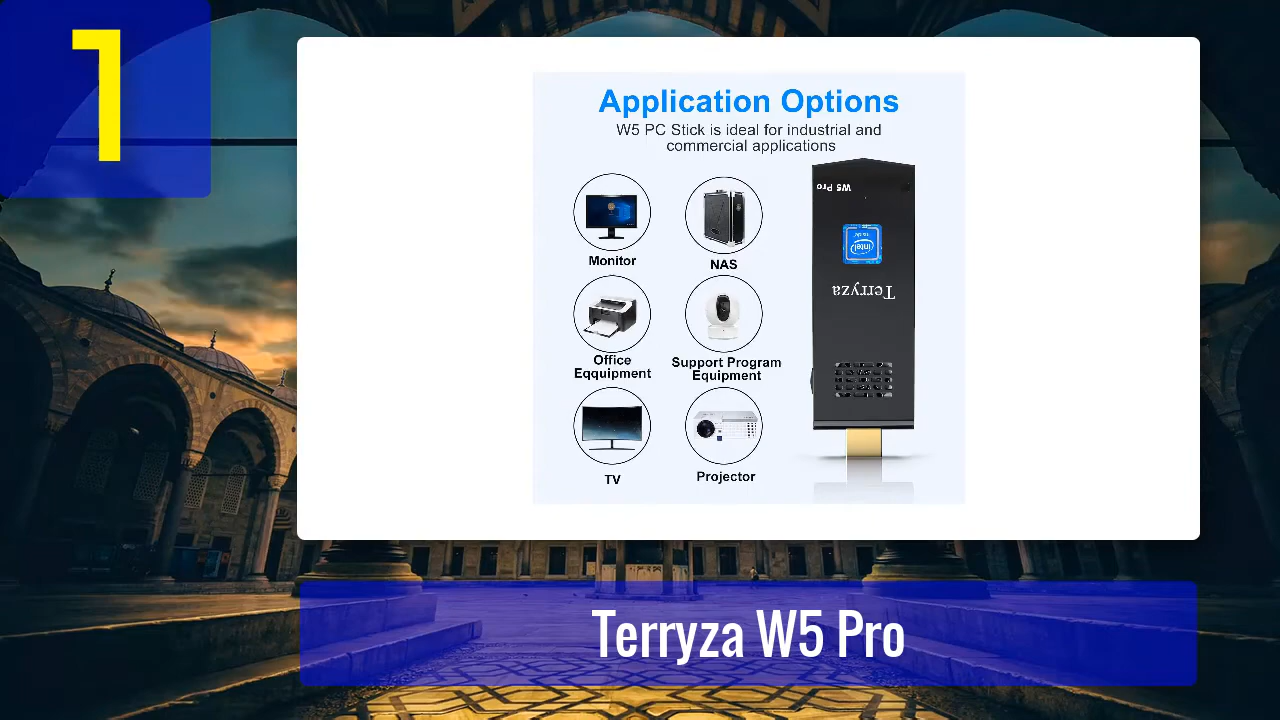 1
Application Options
W5 PC Stick is ideal for industrial and
commercial applications
W5 Pro
intel
Terryza
Monitor
NAS
Office
Eqquipment
Support Program
Equipment
TV
Projector
Terryza W5 Pro